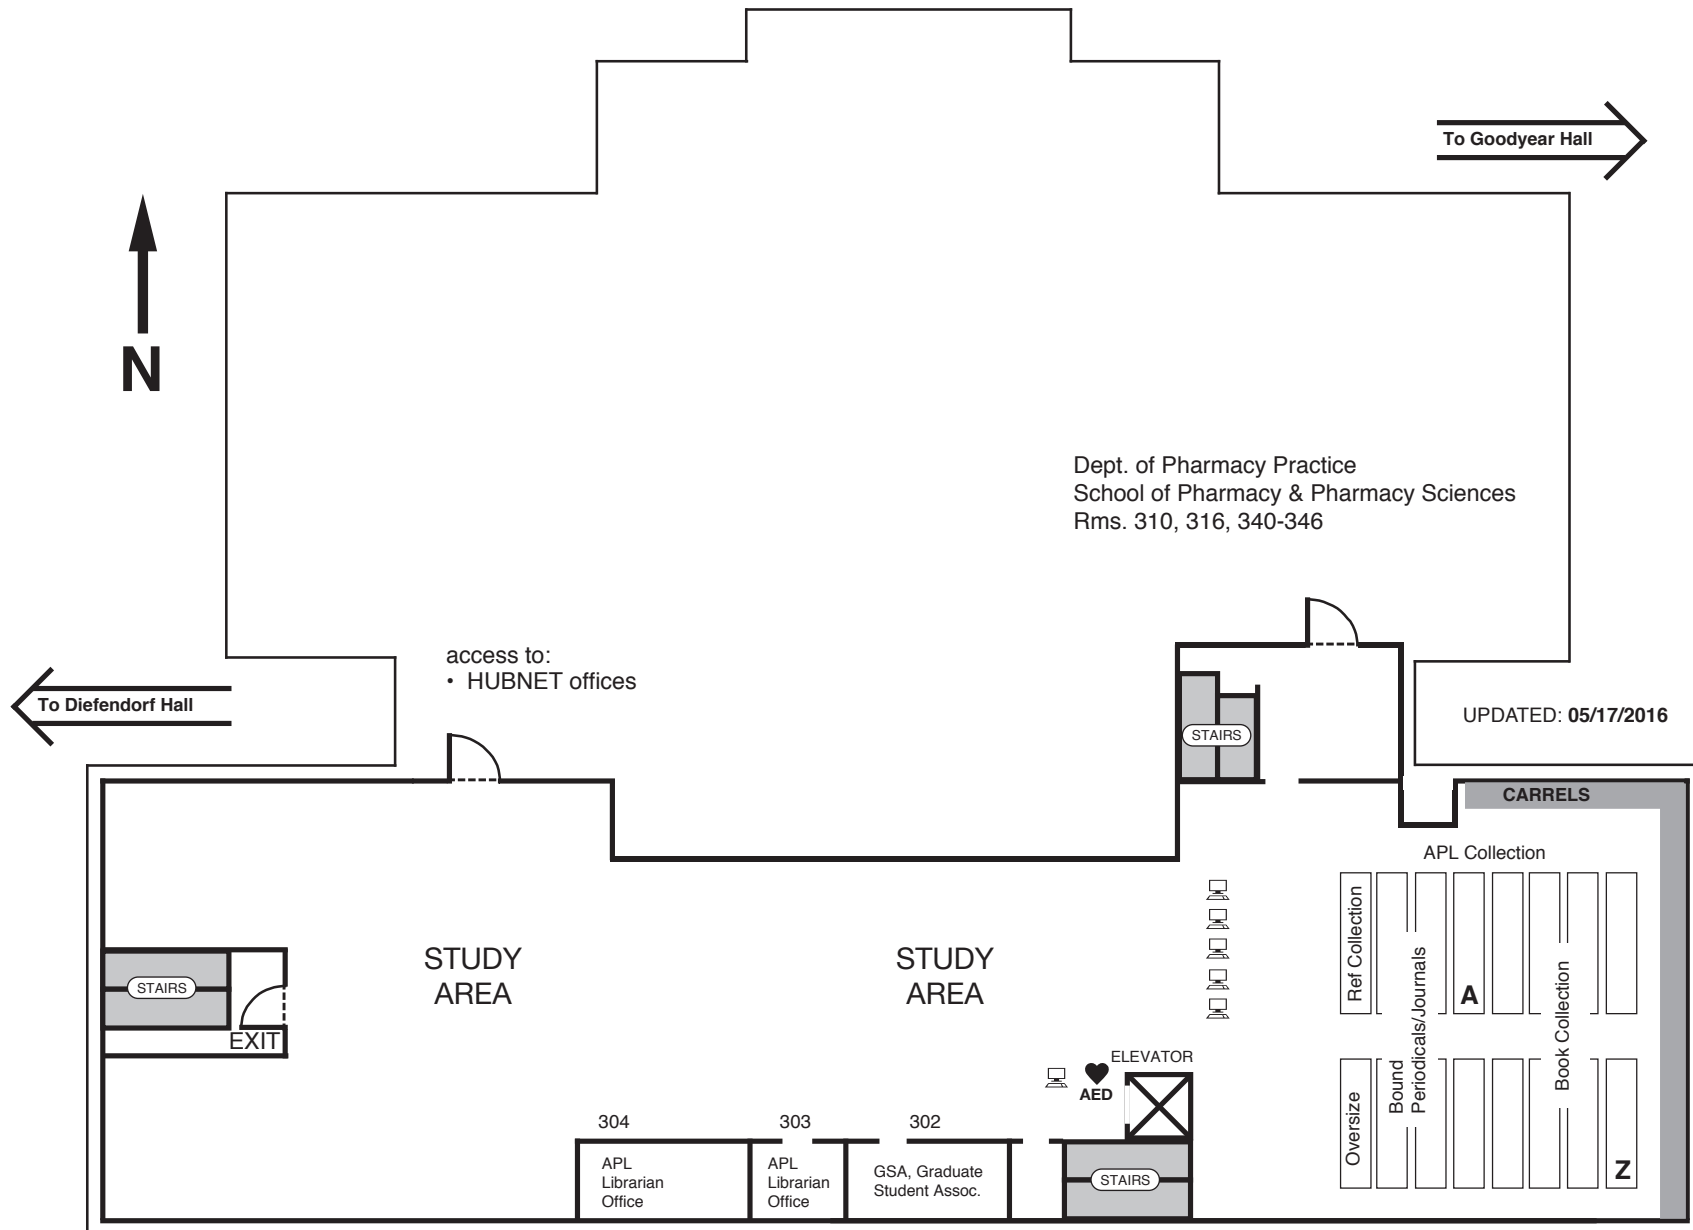 To Goodyear Hall
N
Dept. of Pharmacy Practice
School of Pharmacy & Pharmacy Sciences
Rms. 310, 316, 340-346
access to:
• HUBNET offices
To Diefendorf Hall
STAIRS
UPDATED: 05/17/2016
CARRELS
APL Collection
Ref Collection
Bound
Periodicals/Journals
A
Book Collection
Oversize
Z
STUDY
AREA
STUDY
AREA
STAIRS
EXIT
ELEVATOR
AED
304
303
302
APL
Librarian
Office
APL
Librarian
Office
GSA, Graduate
Student Assoc.
STAIRS